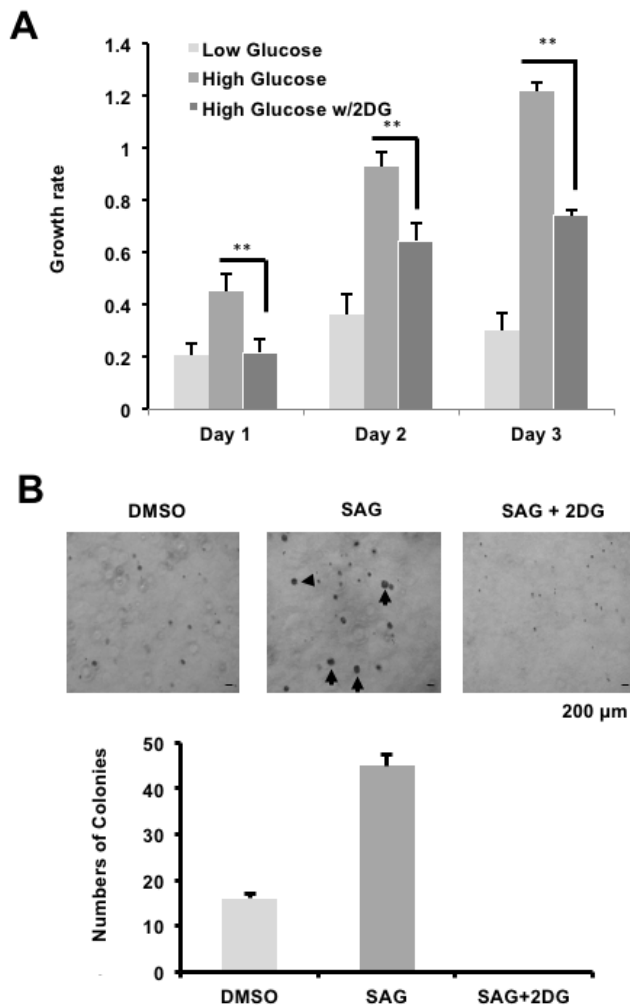 A
1.4
1.2
1
0.8
0.6
0.4
0.2
0
Growth rate
Low Glucose
High Glucose
High Glucose w/2DG
**
**
**
Day 1
Day 2
Day 3
B
DMSO
SAG
SAG + 2DG
200 µm
50
40
30
20
10
0
Numbers of Colonies
DMSO
SAG
SAG+2DG